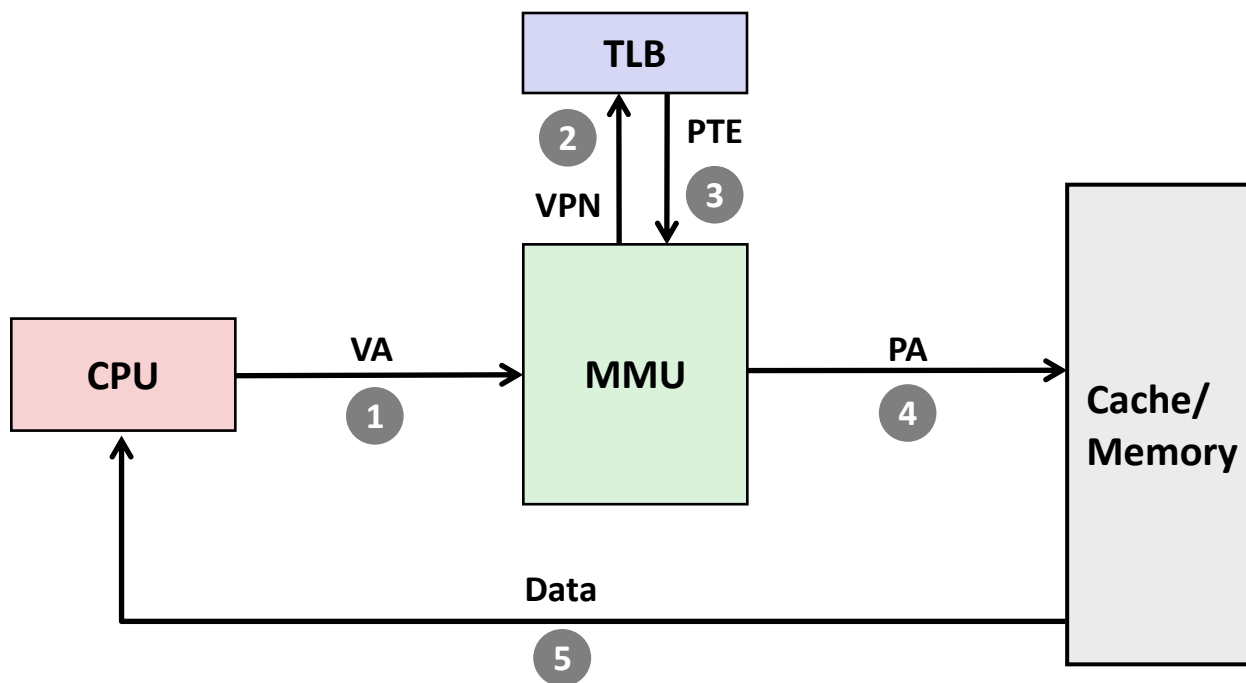 TLB
2
PTE
VPN
3
CPU
VA
1
MMU
PA
4
Cache/
Memory
Data
5